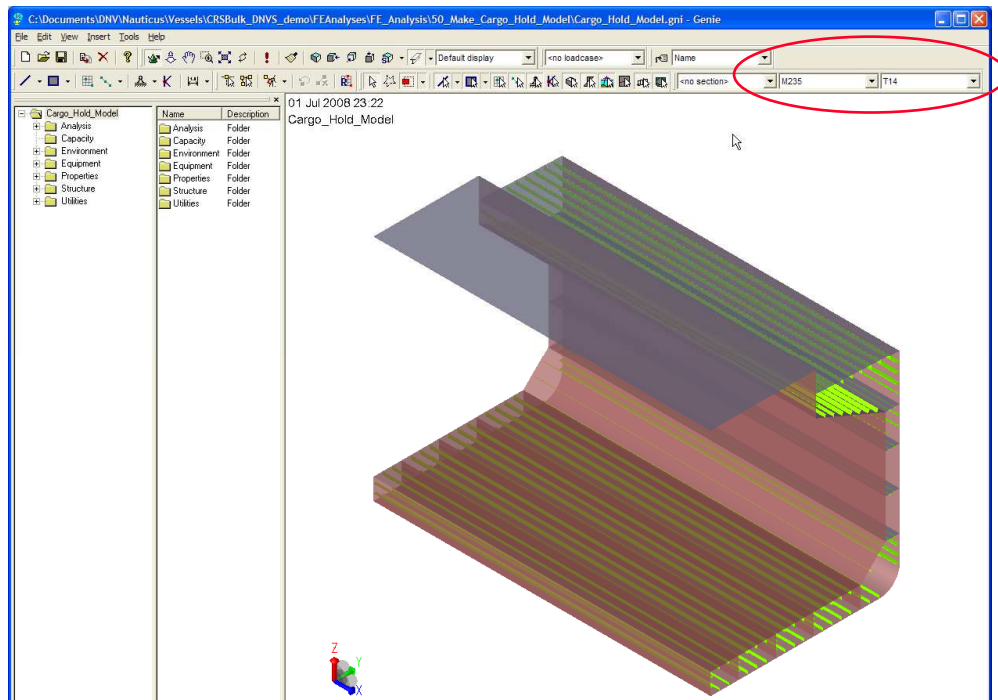 C:\Documents\DNV\Nauticus\Vessels\CRSBulk_DNVS_demo\FEAnalyses\FE_Analysis\50_Make_Cargo_Hold_Model\Cargo_Hold_Model.gni - Genie
File Edit View Insert Tools Help
Default display <no loadcase> Name
<no section> M235 T14
Cargo_Hold_Model
Analysis
Capacity
Environment
Equipment
Properties
Structure
Utilities
Name Description
Analysis Folder
Capacity Folder
Environment Folder
Equipment Folder
Properties Folder
Structure Folder
Utilities Folder
01 Jul 2008 23:22
Cargo_Hold_Model
Z
Y
X